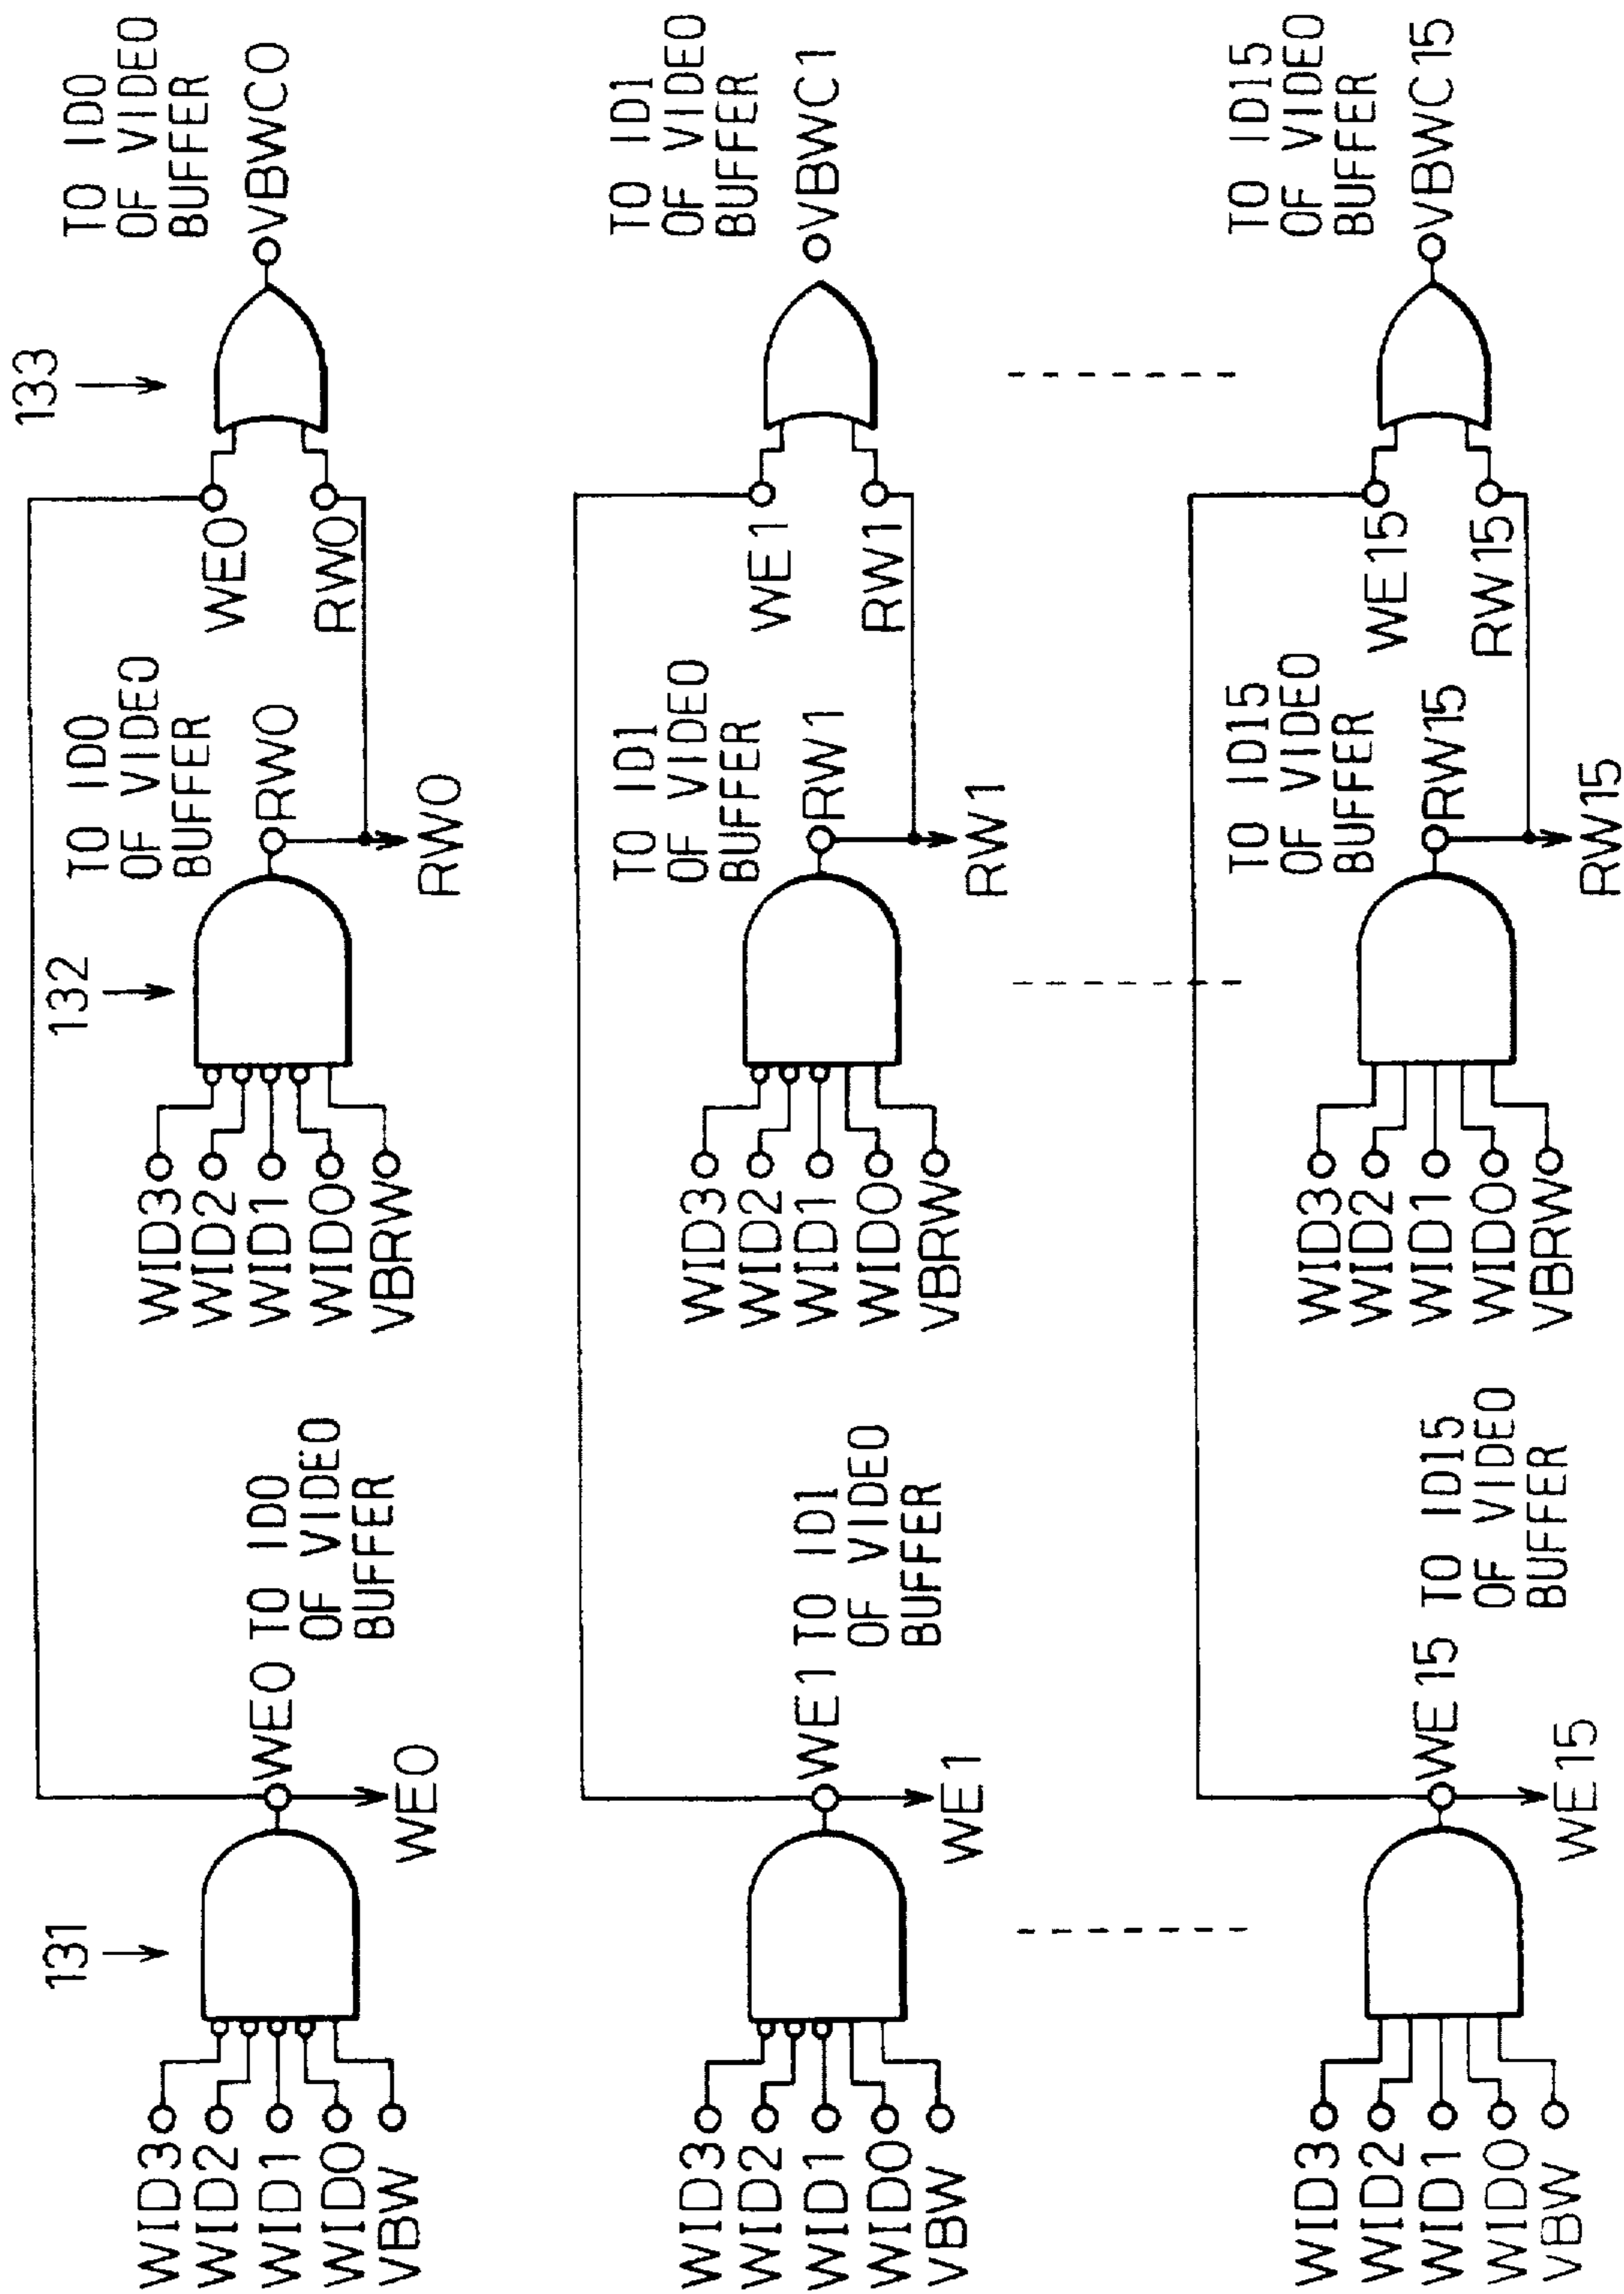 131
WID3
WID2
WID1
WID0
VBW
WE0 TO ID0
OF VIDEO
BUFFER
WE0
132
WID3
WID2
WID1
WID0
VBRW
TO ID0
OF VIDEO
BUFFER
RW0
RW0
133
WE0
RW0
TO ID0
OF VIDEO
BUFFER
VBWC0
WID3
WID2
WID1
WID0
VBW
WE1 TO ID1
OF VIDEO
BUFFER
WE1
WID3
WID2
WID1
WID0
VBRW
TO ID1
OF VIDEO
BUFFER
RW1
RW1
WE1
RW1
TO ID1
OF VIDEO
BUFFER
VBWC1
WID3
WID2
WID1
WID0
VBW
WE15 TO ID15
OF VIDEO
BUFFER
WE15
WID3
WID2
WID1
WID0
VBRW
TO ID15
OF VIDEO
BUFFER
RW15
RW15
WE15
RW15
TO ID15
OF VIDEO
BUFFER
VBWC15